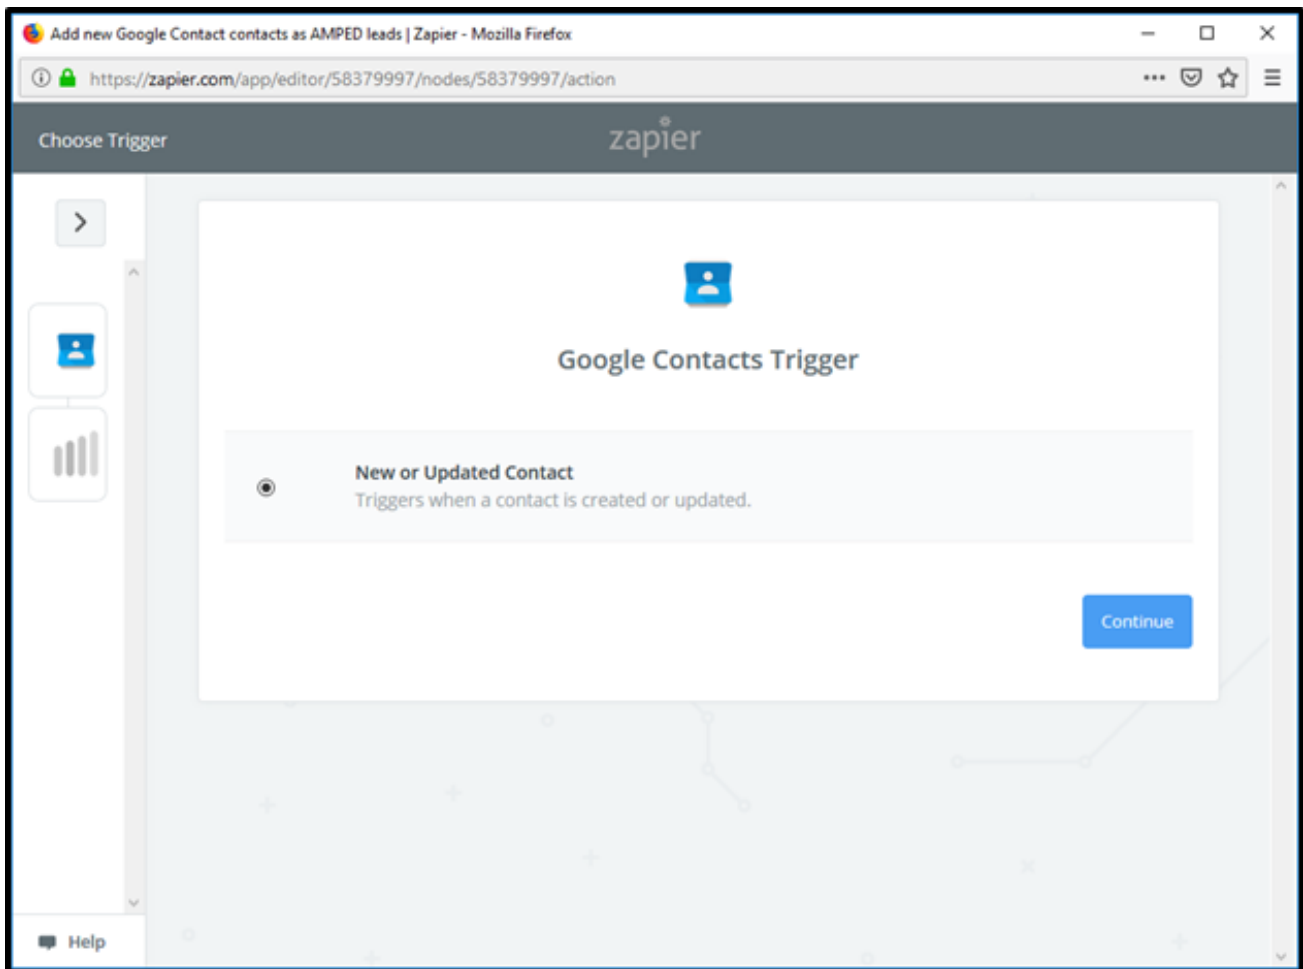 Add new Google Contact contacts as AMPED leads | Zapier - Mozilla Firefox
https://zapier.com/app/editor/58379997/nodes/58379997/action
Choose Trigger
zapier
Google Contacts Trigger
New or Updated Contact
Triggers when a contact is created or updated.
Continue
Help